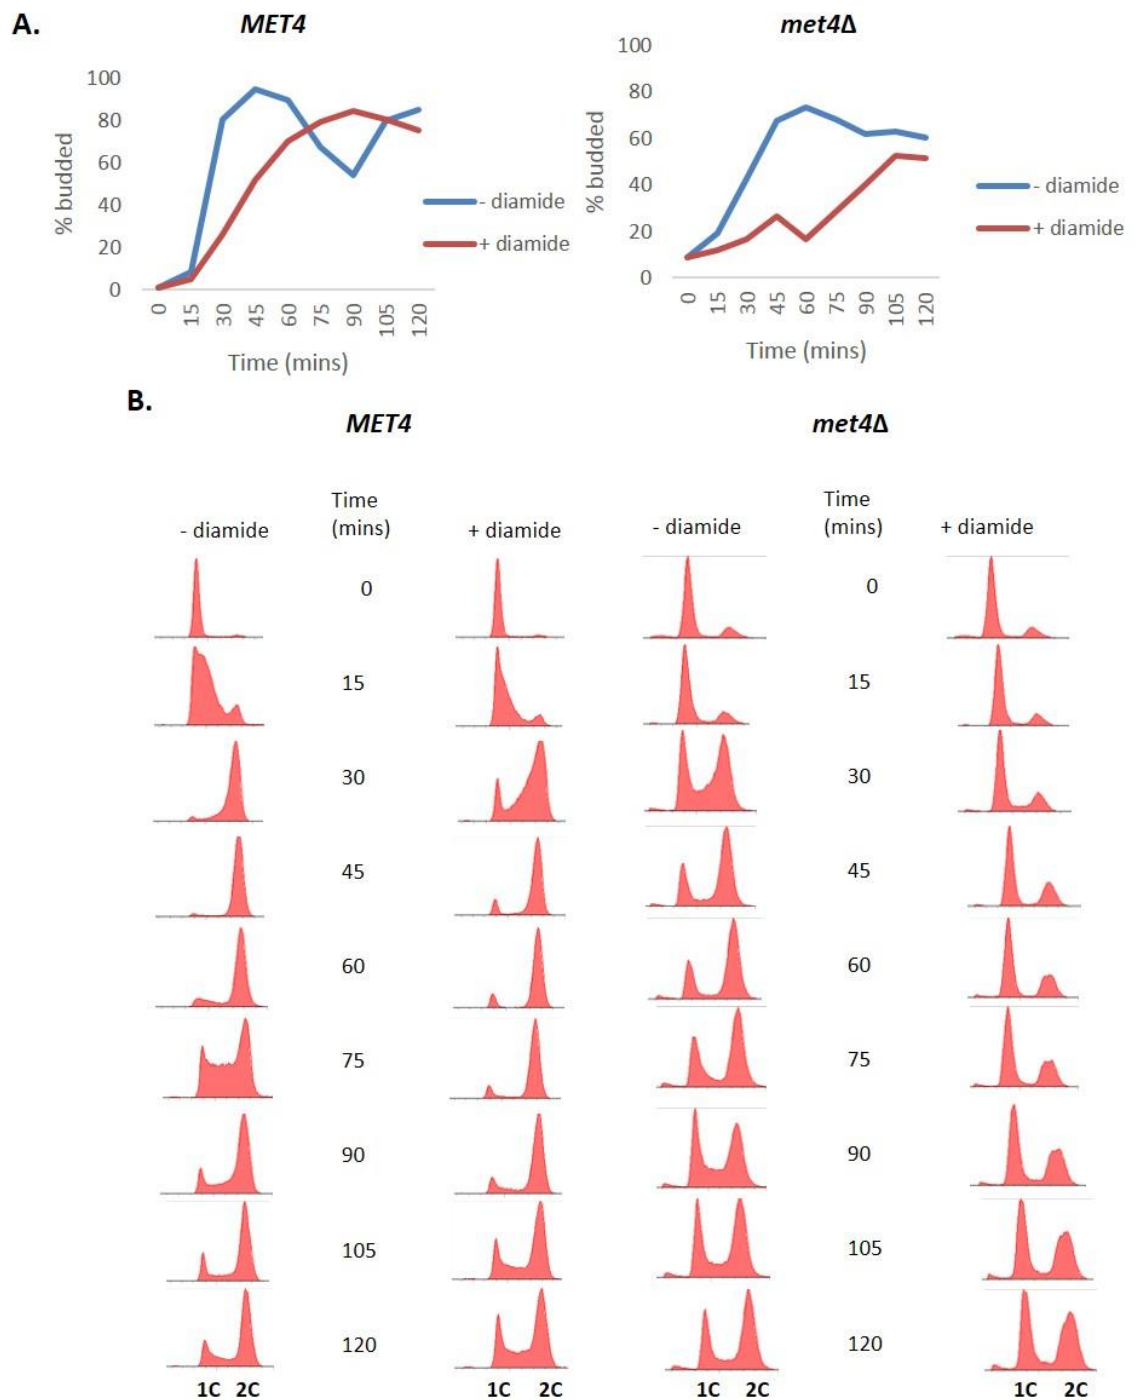 A.
MET4
met4Δ
100
80
60
40
20
0
% budded
0 15 30 45 60 75 90 105 120
Time (mins)
- diamide
+ diamide
100
80
60
40
20
0
% budded
0 15 30 45 60 75 90 105 120
Time (mins)
- diamide
+ diamide
B.
MET4
met4Δ
- diamide
Time
(mins)
+ diamide
- diamide
Time
(mins)
+ diamide
0 0
15 15
30 30
45 45
60 60
75 75
90 90
105 105
120 120
1C 2C 1C 2C 1C 2C 1C 2C